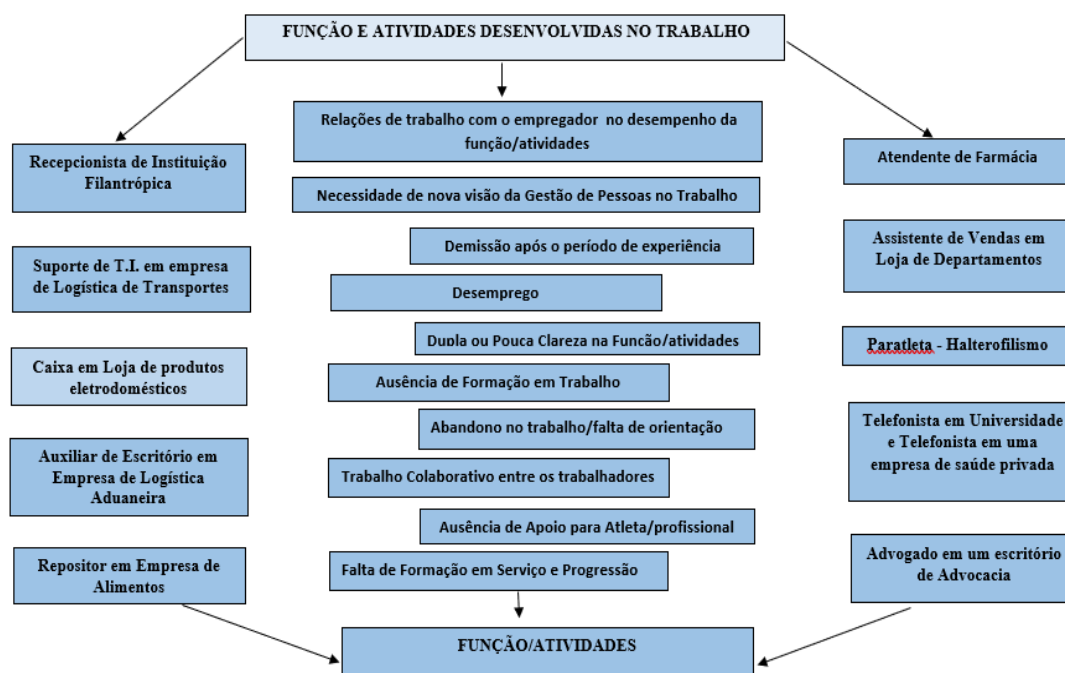 FUNÇÃO E ATIVIDADES DESENVOLVIDAS NO TRABALHO
Recepcionista de Instituição
Filantrópica
Suporte de T.I. em empresa
de Logística de Transportes
Caixa em Loja de produtos
eletrodomésticos
Auxiliar de Escritório em
Empresa de Logística
Aduaneira
Repositor em Empresa de
Alimentos
Relações de trabalho com o empregador no desempenho da
função/atividades
Necessidade de nova visão da Gestão de Pessoas no Trabalho
Demissão após o período de experiência
Desemprego
Dupla ou Pouca Clareza na Função/atividades
Ausência de Formação em Trabalho
Abandono no trabalho/falta de orientação
Trabalho Colaborativo entre os trabalhadores
Ausência de Apoio para Atleta/profissional
Falta de Formação em Serviço e Progressão
Atendente de Farmácia
Assistente de Vendas em
Loja de Departamentos
Paratleta - Halterofilismo
Telefonista em Universidade
e Telefonista em uma
empresa de saúde privada
Advogado em um escritório
de Advocacia
FUNÇÃO/ATIVIDADES